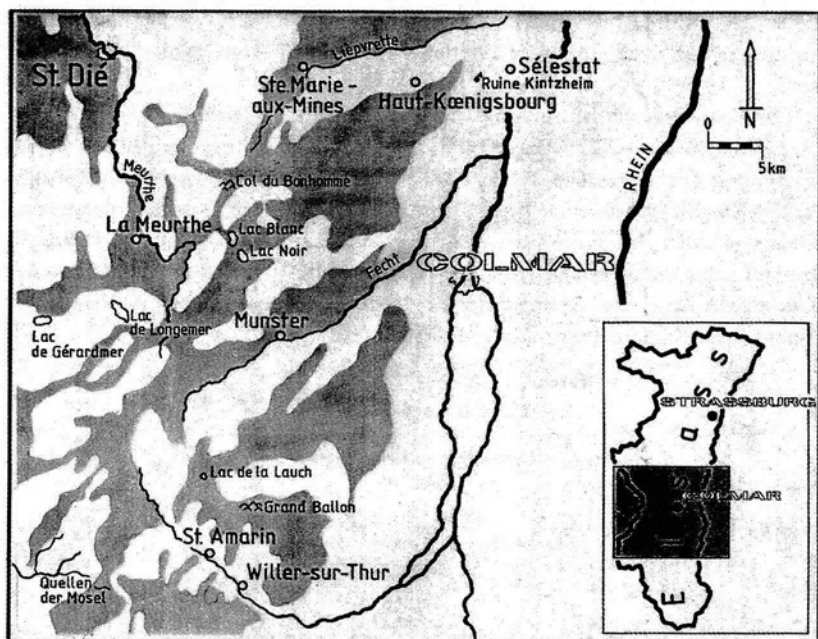 St. Dié
Liepvrette
Ste. Marie -
aux-Mines
Sélestat
Ruine Kintzheim
Haut-Kœnigsbourg
N
0
5km
RHEIN
Meurthe
Col du Bonhomme
La Meurthe
Lac Blanc
Lac Noir
Fecht
COLMAR
Lac
de Longemer
Lac
de Gérardmer
Munster
Lac de la Lauch
Grand Ballon
St. Amarin
Willer-sur-Thur
Quellen
der Mosel
ELSASS
STRASSBURG
COLMAR